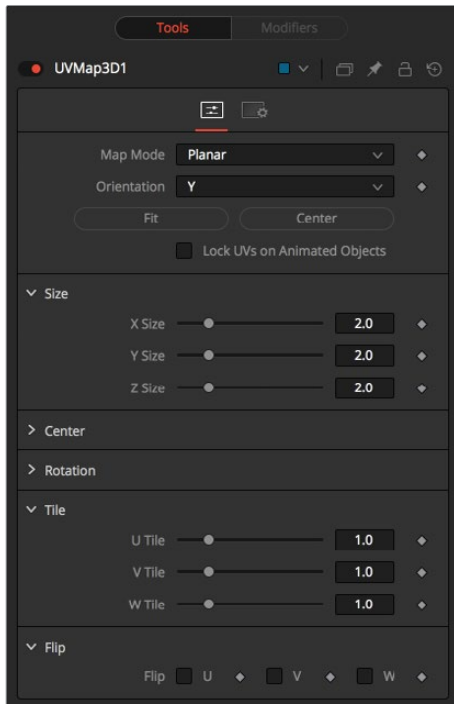 Tools Modifiers
UVMap3D1
Map Mode Planar
Orientation Y
Fit Center
Lock UVs on Animated Objects
Size
X Size 2.0
Y Size 2.0
Z Size 2.0
Center
Rotation
Tile
U Tile 1.0
V Tile 1.0
W Tile 1.0
Flip
Flip U V W